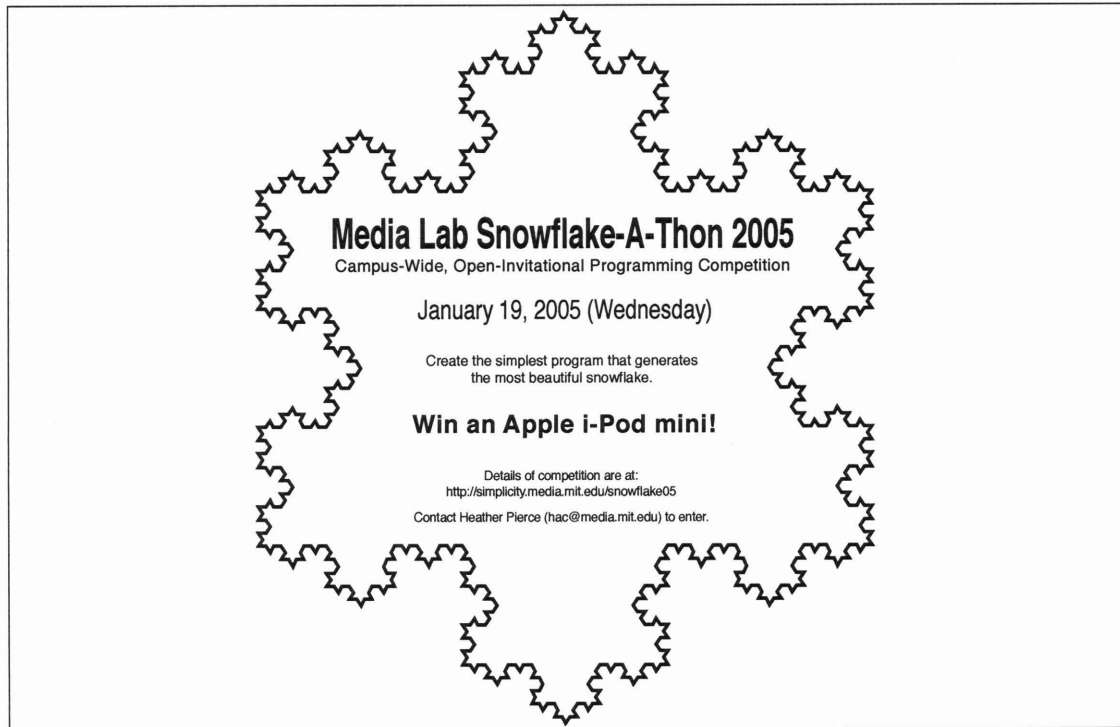 Media Lab Snowflake-A-Thon 2005
Campus-Wide, Open-Invitational Programming Competition
January 19, 2005 (Wednesday)
Create the simplest program that generates
the most beautiful snowflake.
Win an Apple i-Pod mini!
Details of competition are at:
http://simplicity.media.mit.edu/snowflake05
Contact Heather Pierce (hac@media.mit.edu) to enter.